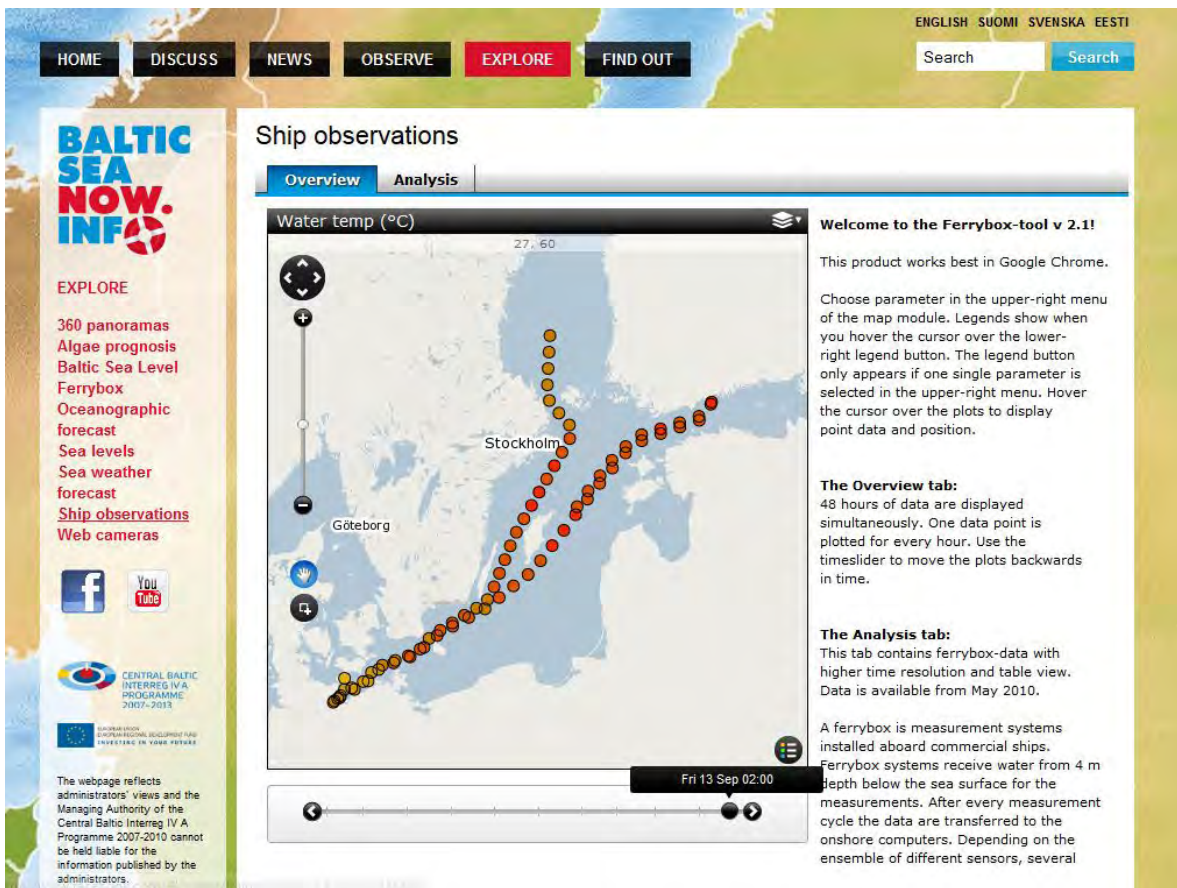 ENGLISH SUOMI SVENSKA EESTI
HOME DISCUSS NEWS OBSERVE EXPLORE FIND OUT
Search Search
BALTIC
SEA
NOW.
INFO
EXPLORE
360 panoramas
Algae prognosis
Baltic Sea Level
Ferrybox
Oceanographic
forecast
Sea levels
Sea weather
forecast
Ship observations
Web cameras
f
You
Tube
CENTRAL BALTIC
INTERREG IV A
PROGRAMME
2007-2013
EUROPEAN UNION
EUROPEAN REGIONAL DEVELOPMENT FUND
INVESTING IN YOUR FUTURE
The webpage reflects
administrators' views and the
Managing Authority of the
Central Baltic Interreg IV A
Programme 2007-2010 cannot
be held liable for the
information published by the
administrators.
Ship observations
Overview Analysis
Water temp (°C)
27, 60
Stockholm
Göteborg
Fri 13 Sep 02:00
Welcome to the Ferrybox-tool v 2.1!
This product works best in Google Chrome.
Choose parameter in the upper-right menu
of the map module. Legends show when
you hover the cursor over the lower-
right legend button. The legend button
only appears if one single parameter is
selected in the upper-right menu. Hover
the cursor over the plots to display
point data and position.
The Overview tab:
48 hours of data are displayed
simultaneously. One data point is
plotted for every hour. Use the
timeslider to move the plots backwards
in time.
The Analysis tab:
This tab contains ferrybox-data with
higher time resolution and table view.
Data is available from May 2010.
A ferrybox is measurement systems
installed aboard commercial ships.
Ferrybox systems receive water from 4 m
depth below the sea surface for the
measurements. After every measurement
cycle the data are transferred to the
onshore computers. Depending on the
ensemble of different sensors, several